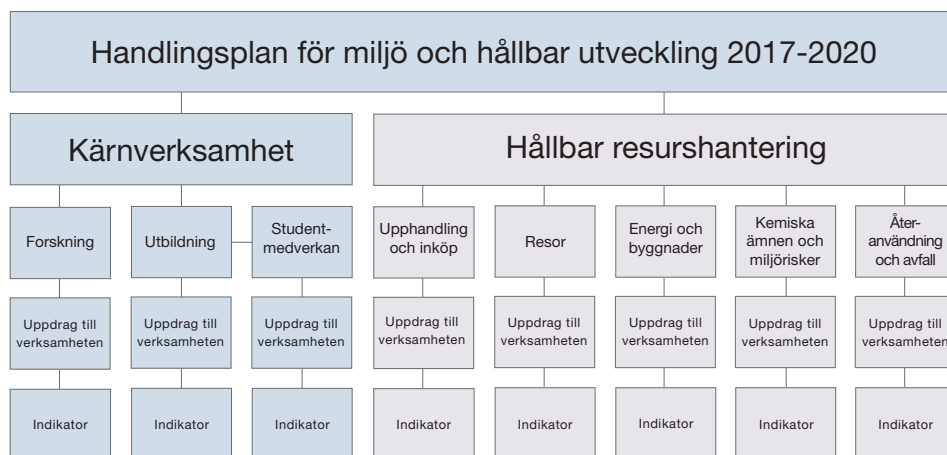 Handlingsplan för miljö och hållbar utveckling 2017-2020
Kärnverksamhet
Hållbar resurshantering
Forskning
Utbildning
Student-
medverkan
Upphandling
och inköp
Resor
Energi och
byggnader
Kemiska
ämnen och
miljörisker
Åter-
användning
och avfall
Uppdrag till
verksamheten
Uppdrag till
verksamheten
Uppdrag till
verksamheten
Uppdrag till
verksamheten
Uppdrag till
verksamheten
Uppdrag till
verksamheten
Uppdrag till
verksamheten
Uppdrag till
verksamheten
Indikator
Indikator
Indikator
Indikator
Indikator
Indikator
Indikator
Indikator